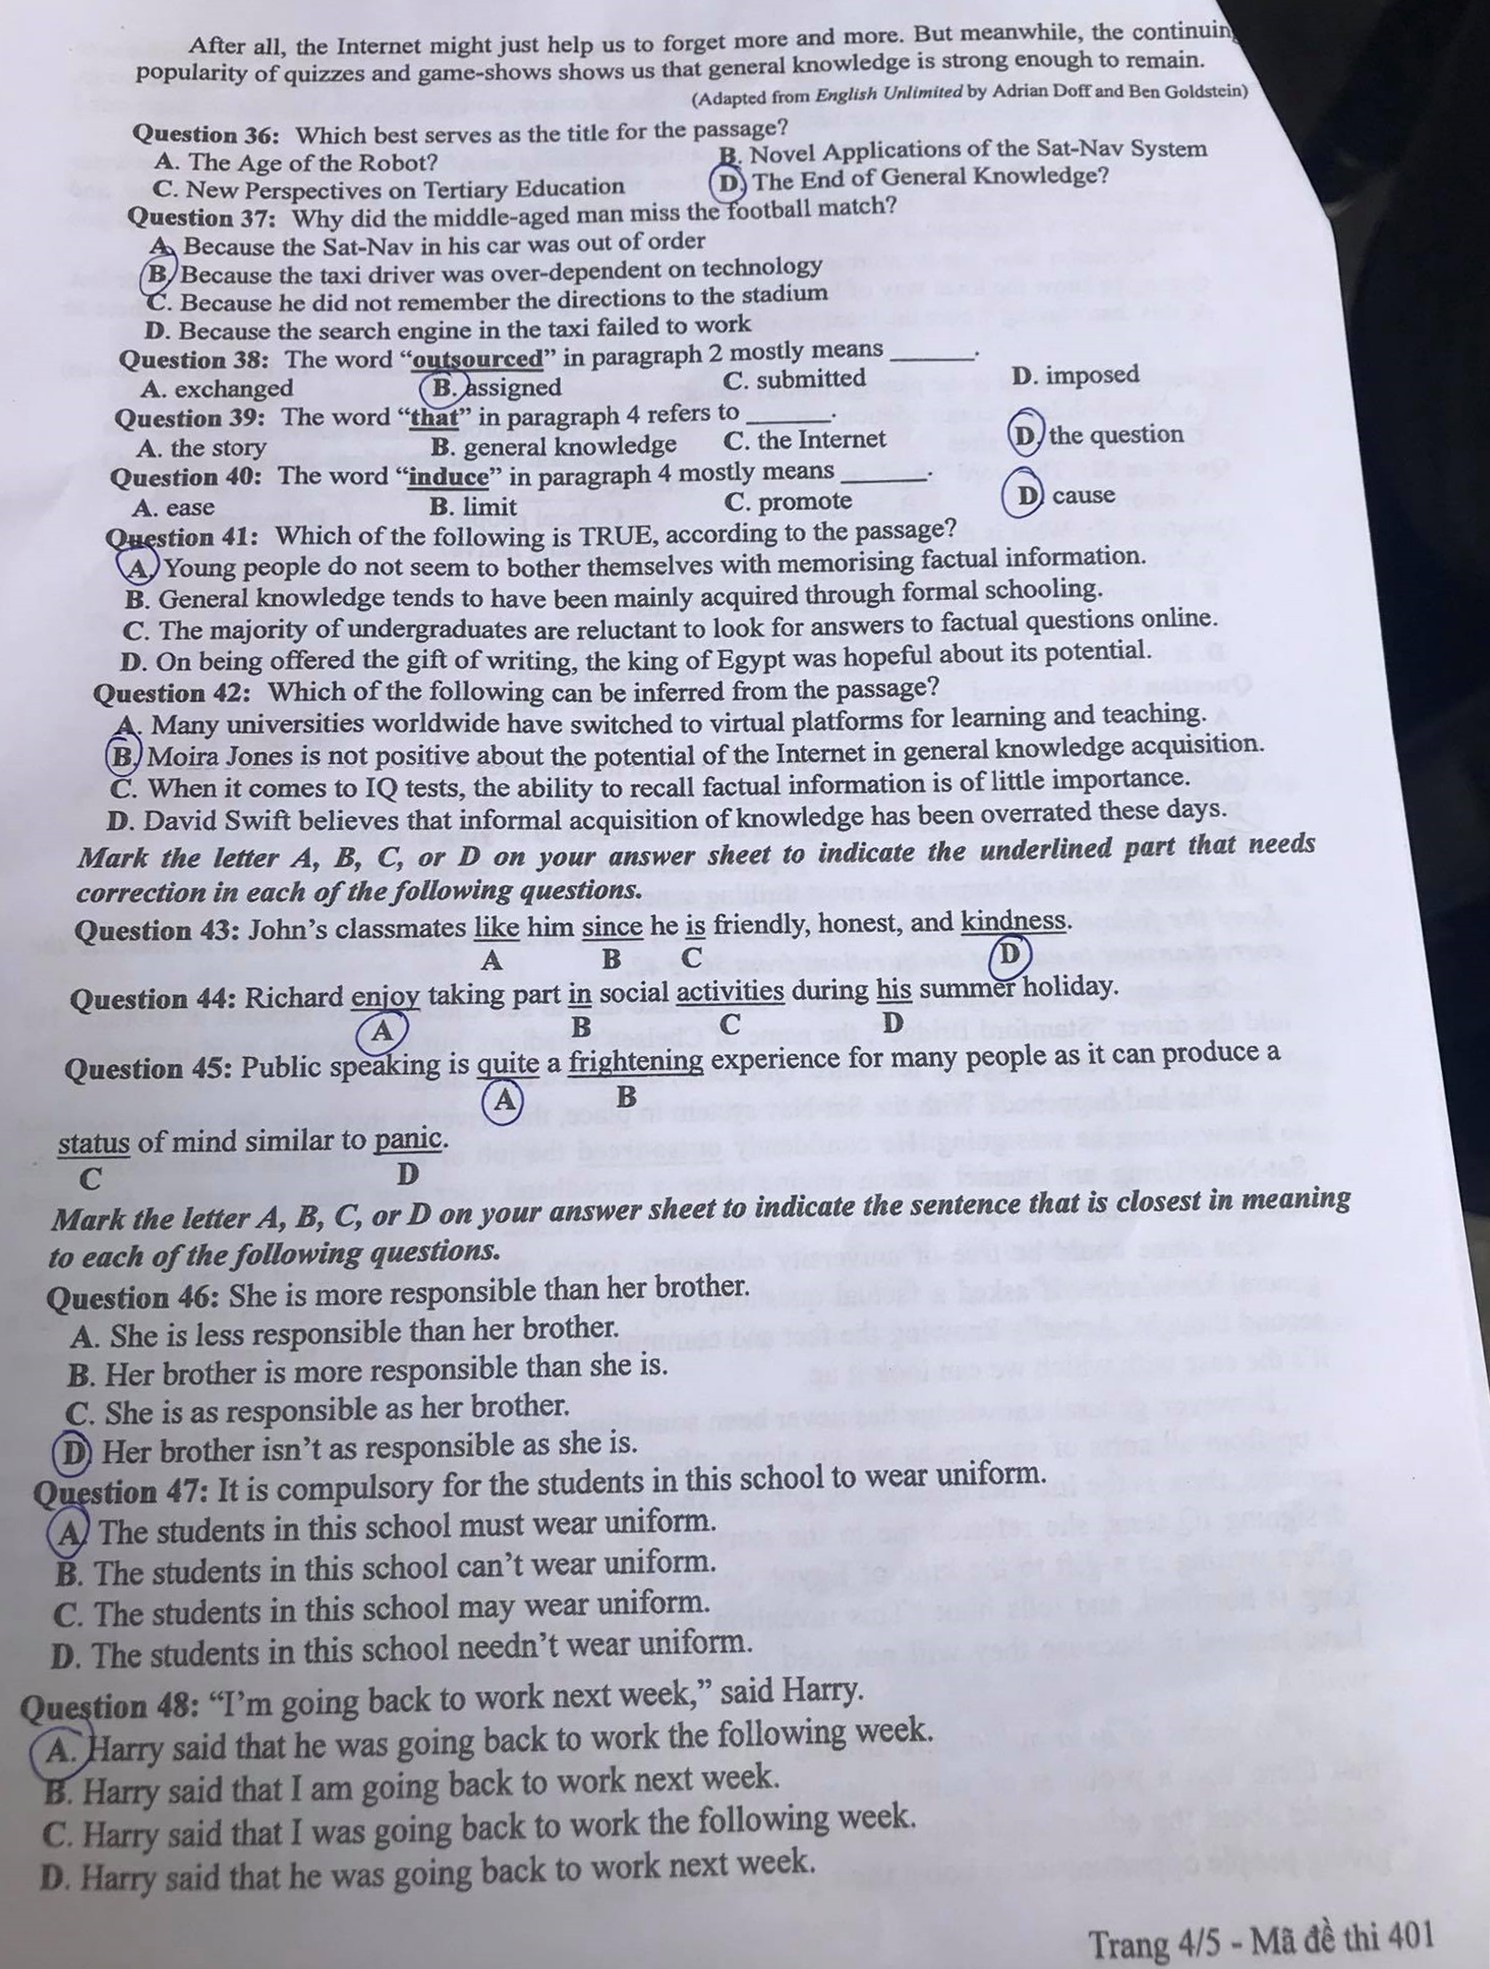 After all, the Internet might just help us to forget more and more. But meanwhile, the continuing
popularity of quizzes and game-shows shows us that general knowledge is strong enough to remain.
(Adapted from English Unlimited by Adrian Doff and Ben Goldstein)
Question 36: Which best serves as the title for the passage?
A. The Age of the Robot? B. Novel Applications of the Sat-Nav System
C. New Perspectives on Tertiary Education D. The End of General Knowledge?
Question 37: Why did the middle-aged man miss the football match?
A. Because the Sat-Nav in his car was out of order
B. Because the taxi driver was over-dependent on technology
C. Because he did not remember the directions to the stadium
D. Because the search engine in the taxi failed to work
Question 38: The word “outsourced” in paragraph 2 mostly means _______.
A. exchanged B. assigned C. submitted D. imposed
Question 39: The word “that” in paragraph 4 refers to _______.
A. the story B. general knowledge C. the Internet D. the question
Question 40: The word “induce” in paragraph 4 mostly means _______.
A. ease B. limit C. promote D. cause
Question 41: Which of the following is TRUE, according to the passage?
A. Young people do not seem to bother themselves with memorising factual information.
B. General knowledge tends to have been mainly acquired through formal schooling.
C. The majority of undergraduates are reluctant to look for answers to factual questions online.
D. On being offered the gift of writing, the king of Egypt was hopeful about its potential.
Question 42: Which of the following can be inferred from the passage?
A. Many universities worldwide have switched to virtual platforms for learning and teaching.
B. Moira Jones is not positive about the potential of the Internet in general knowledge acquisition.
C. When it comes to IQ tests, the ability to recall factual information is of little importance.
D. David Swift believes that informal acquisition of knowledge has been overrated these days.
Mark the letter A, B, C, or D on your answer sheet to indicate the underlined part that needs
correction in each of the following questions.
Question 43: John’s classmates like him since he is friendly, honest, and kindness.
A B C D
Question 44: Richard enjoy taking part in social activities during his summer holiday.
A B C D
Question 45: Public speaking is quite a frightening experience for many people as it can produce a
A B
status of mind similar to panic.
C D
Mark the letter A, B, C, or D on your answer sheet to indicate the sentence that is closest in meaning
to each of the following questions.
Question 46: She is more responsible than her brother.
A. She is less responsible than her brother.
B. Her brother is more responsible than she is.
C. She is as responsible as her brother.
D. Her brother isn’t as responsible as she is.
Question 47: It is compulsory for the students in this school to wear uniform.
A. The students in this school must wear uniform.
B. The students in this school can’t wear uniform.
C. The students in this school may wear uniform.
D. The students in this school needn’t wear uniform.
Question 48: “I’m going back to work next week,” said Harry.
A. Harry said that he was going back to work the following week.
B. Harry said that I am going back to work next week.
C. Harry said that I was going back to work the following week.
D. Harry said that he was going back to work next week.
Trang 4/5 - Mã đề thi 401